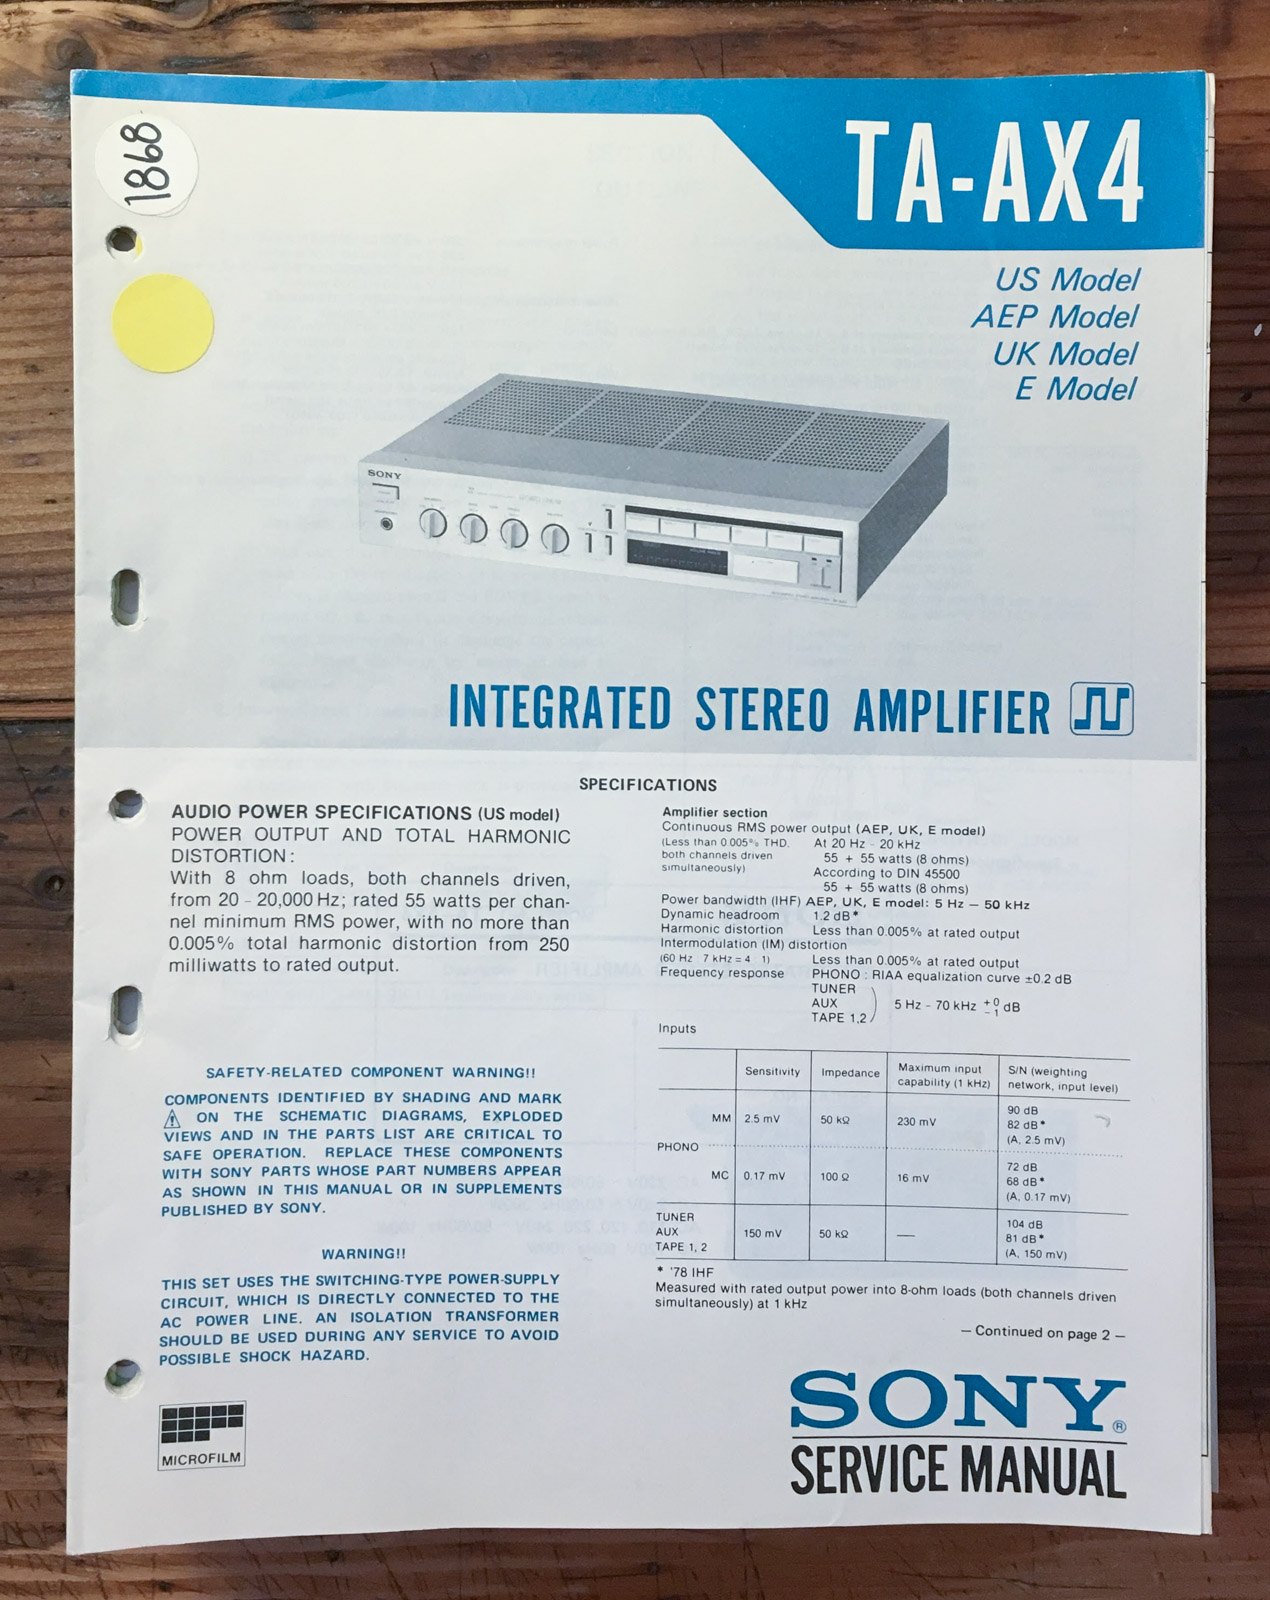 1868
TA-AX4
US Model
AEP Model
UK Model
E Model
SONY
INTEGRATED STEREO AMPLIFIER
SPECIFICATIONS
AUDIO POWER SPECIFICATIONS (US model)
POWER OUTPUT AND TOTAL HARMONIC
DISTORTION:
With 8 ohm loads, both channels driven,
from 20 - 20,000 Hz; rated 55 watts per chan-
nel minimum RMS power, with no more than
0.005% total harmonic distortion from 250
milliwatts to rated output.
SAFETY-RELATED COMPONENT WARNING!!
COMPONENTS IDENTIFIED BY SHADING AND MARK
⚠ ON THE SCHEMATIC DIAGRAMS, EXPLODED
VIEWS AND IN THE PARTS LIST ARE CRITICAL TO
SAFE OPERATION. REPLACE THESE COMPONENTS
WITH SONY PARTS WHOSE PART NUMBERS APPEAR
AS SHOWN IN THIS MANUAL OR IN SUPPLEMENTS
PUBLISHED BY SONY.
WARNING!!
THIS SET USES THE SWITCHING-TYPE POWER-SUPPLY
CIRCUIT, WHICH IS DIRECTLY CONNECTED TO THE
AC POWER LINE. AN ISOLATION TRANSFORMER
SHOULD BE USED DURING ANY SERVICE TO AVOID
POSSIBLE SHOCK HAZARD.
MICROFILM
Amplifier section
Continuous RMS power output (AEP, UK, E model)
(Less than 0.005% THD, At 20 Hz - 20 kHz
both channels driven 55 + 55 watts (8 ohms)
simultaneously) According to DIN 45500
55 + 55 watts (8 ohms)
Power bandwidth (IHF) AEP, UK, E model: 5 Hz — 50 kHz
Dynamic headroom 1.2 dB*
Harmonic distortion Less than 0.005% at rated output
Intermodulation (IM) distortion
(60 Hz 7 kHz = 4 1) Less than 0.005% at rated output
Frequency response PHONO : RIAA equalization curve ±0.2 dB
TUNER
AUX 5 Hz - 70 kHz +0 -1 dB
TAPE 1,2
Inputs
Sensitivity Impedance Maximum input capability (1 kHz) S/N (weighting network, input level)
PHONO MM 2.5 mV 50 kΩ 230 mV 90 dB 82 dB* (A, 2.5 mV)
MC 0.17 mV 100 Ω 16 mV 72 dB 68 dB* (A, 0.17 mV)
TUNER AUX TAPE 1, 2 150 mV 50 kΩ — 104 dB 81 dB* (A, 150 mV)
* '78 IHF
Measured with rated output power into 8-ohm loads (both channels driven
simultaneously) at 1 kHz
— Continued on page 2 —
SONY®
SERVICE MANUAL